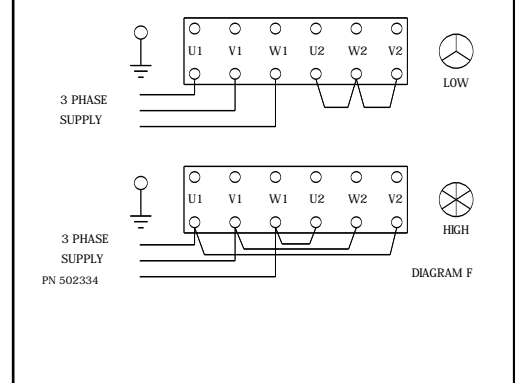 U1 V1 W1 U2 W2 V2
LOW
3 PHASE
SUPPLY
U1 V1 W1 U2 W2 V2
HIGH
3 PHASE
SUPPLY
PN 502334
DIAGRAM F